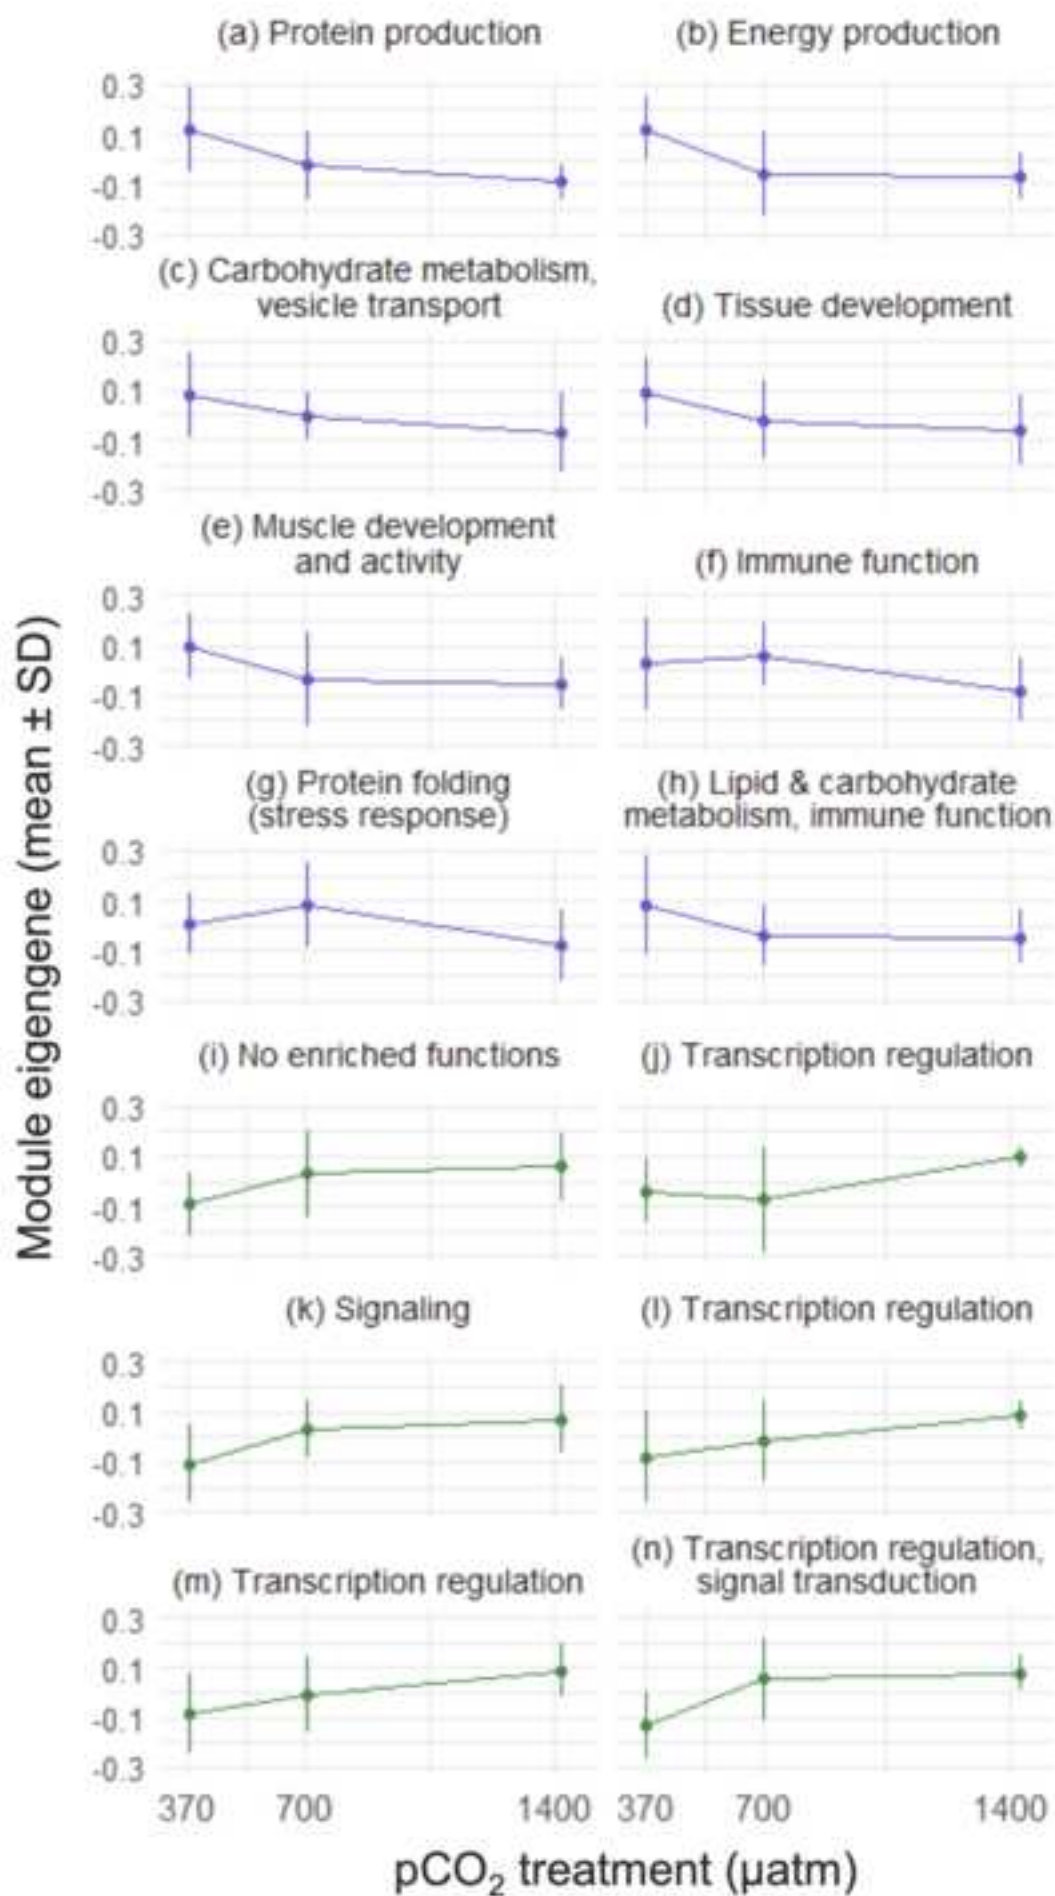 (a) Protein production
(b) Energy production
0.3
0.1
-0.1
-0.3
(c) Carbohydrate metabolism,
vesicle transport
(d) Tissue development
0.3
0.1
-0.1
-0.3
(e) Muscle development
and activity
(f) Immune function
0.3
0.1
-0.1
-0.3
(g) Protein folding
(stress response)
(h) Lipid & carbohydrate
metabolism, immune function
0.3
0.1
-0.1
-0.3
(i) No enriched functions
(j) Transcription regulation
0.3
0.1
-0.1
-0.3
(k) Signaling
(l) Transcription regulation
0.3
0.1
-0.1
-0.3
(m) Transcription regulation
(n) Transcription regulation,
signal transduction
0.3
0.1
-0.1
-0.3
370 700 1400 370 700 1400
Module eigengene (mean ± SD)
pCO₂ treatment (µatm)